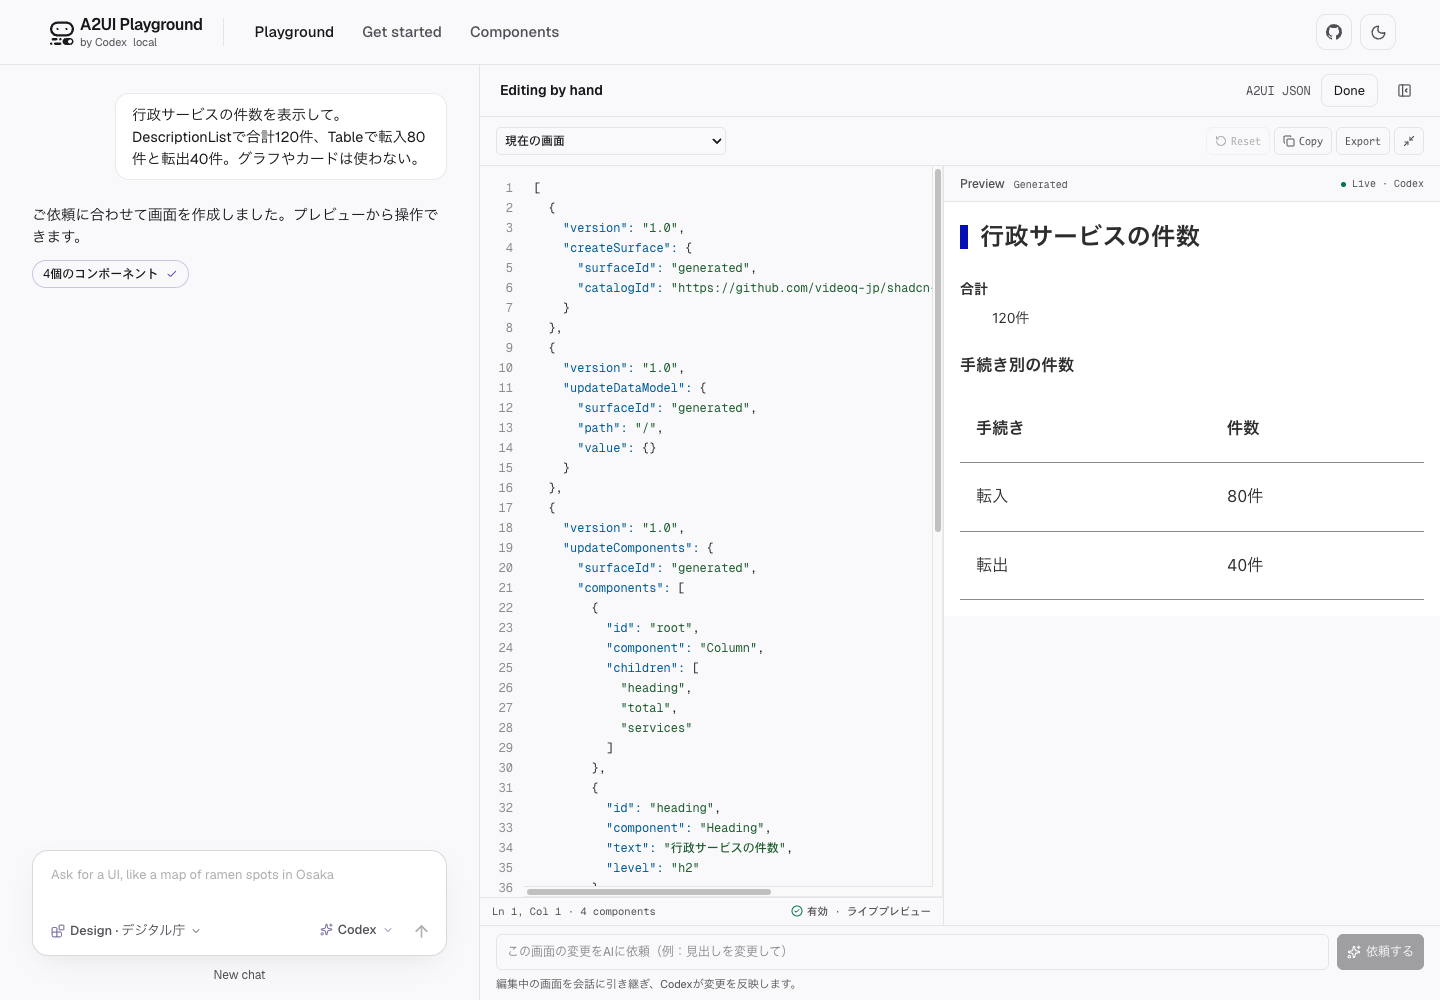 A2UI Playground
by Codex local
Playground
Get started
Components
行政サービスの件数を表示して。
DescriptionListで合計120件、Tableで転入80
件と転出40件。グラフやカードは使わない。
ご依頼に合わせて画面を作成しました。プレビューから操作で
きます。
4個のコンポーネント
Ask for a UI, like a map of ramen spots in Osaka
Design · デジタル庁
Codex
New chat
Editing by hand
A2UI JSON
Done
現在の画面
Reset
Copy
Export
1 [
2 {
3 "version": "1.0",
4 "createSurface": {
5 "surfaceId": "generated",
6 "catalogId": "https://github.com/videoq-jp/shadcn-
7 }
8 },
9 {
10 "version": "1.0",
11 "updateDataModel": {
12 "surfaceId": "generated",
13 "path": "/",
14 "value": {}
15 }
16 },
17 {
18 "version": "1.0",
19 "updateComponents": {
20 "surfaceId": "generated",
21 "components": [
22 {
23 "id": "root",
24 "component": "Column",
25 "children": [
26 "heading",
27 "total",
28 "services"
29 ]
30 },
31 {
32 "id": "heading",
33 "component": "Heading",
34 "text": "行政サービスの件数",
35 "level": "h2"
36
Ln 1, Col 1 · 4 components
有効 · ライブプレビュー
Preview Generated
Live · Codex
行政サービスの件数
合計
120件
手続き別の件数
手続き 件数
転入 80件
転出 40件
この画面の変更をAIに依頼（例：見出しを変更して）
依頼する
編集中の画面を会話に引き継ぎ、Codexが変更を反映します。